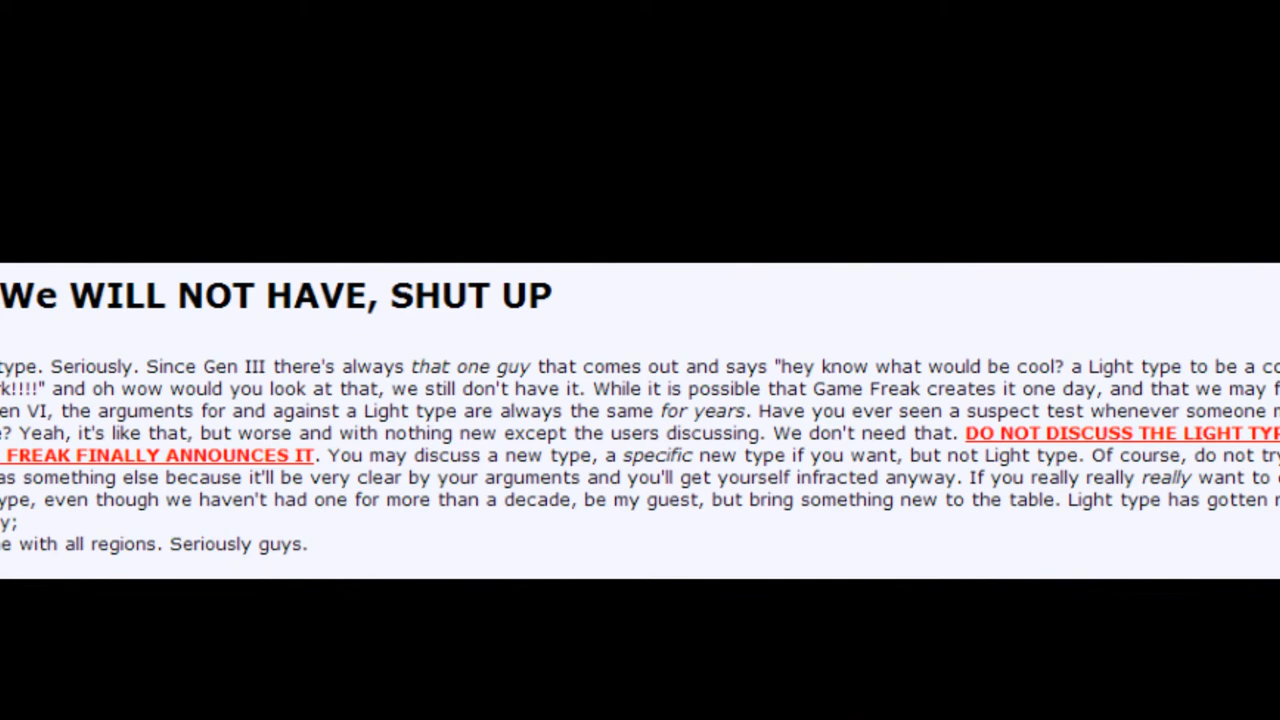 We WILL NOT HAVE, SHUT UP
type. Seriously. Since Gen III there's always that one guy that comes out and says "hey know what would be cool? a Light type to be a co
rk!!!!" and oh wow would you look at that, we still don't have it. While it is possible that Game Freak creates it one day, and that we may f
en VI, the arguments for and against a Light type are always the same for years. Have you ever seen a suspect test whenever someone
e? Yeah, it's like that, but worse and with nothing new except the users discussing. We don't need that. DO NOT DISCUSS THE LIGHT TYP
FREAK FINALLY ANNOUNCES IT. You may discuss a new type, a specific new type if you want, but not Light type. Of course, do not try
as something else because it'll be very clear by your arguments and you'll get yourself infracted anyway. If you really really really want to
ype, even though we haven't had one for more than a decade, be my guest, but bring something new to the table. Light type has gotten
y;
e with all regions. Seriously guys.